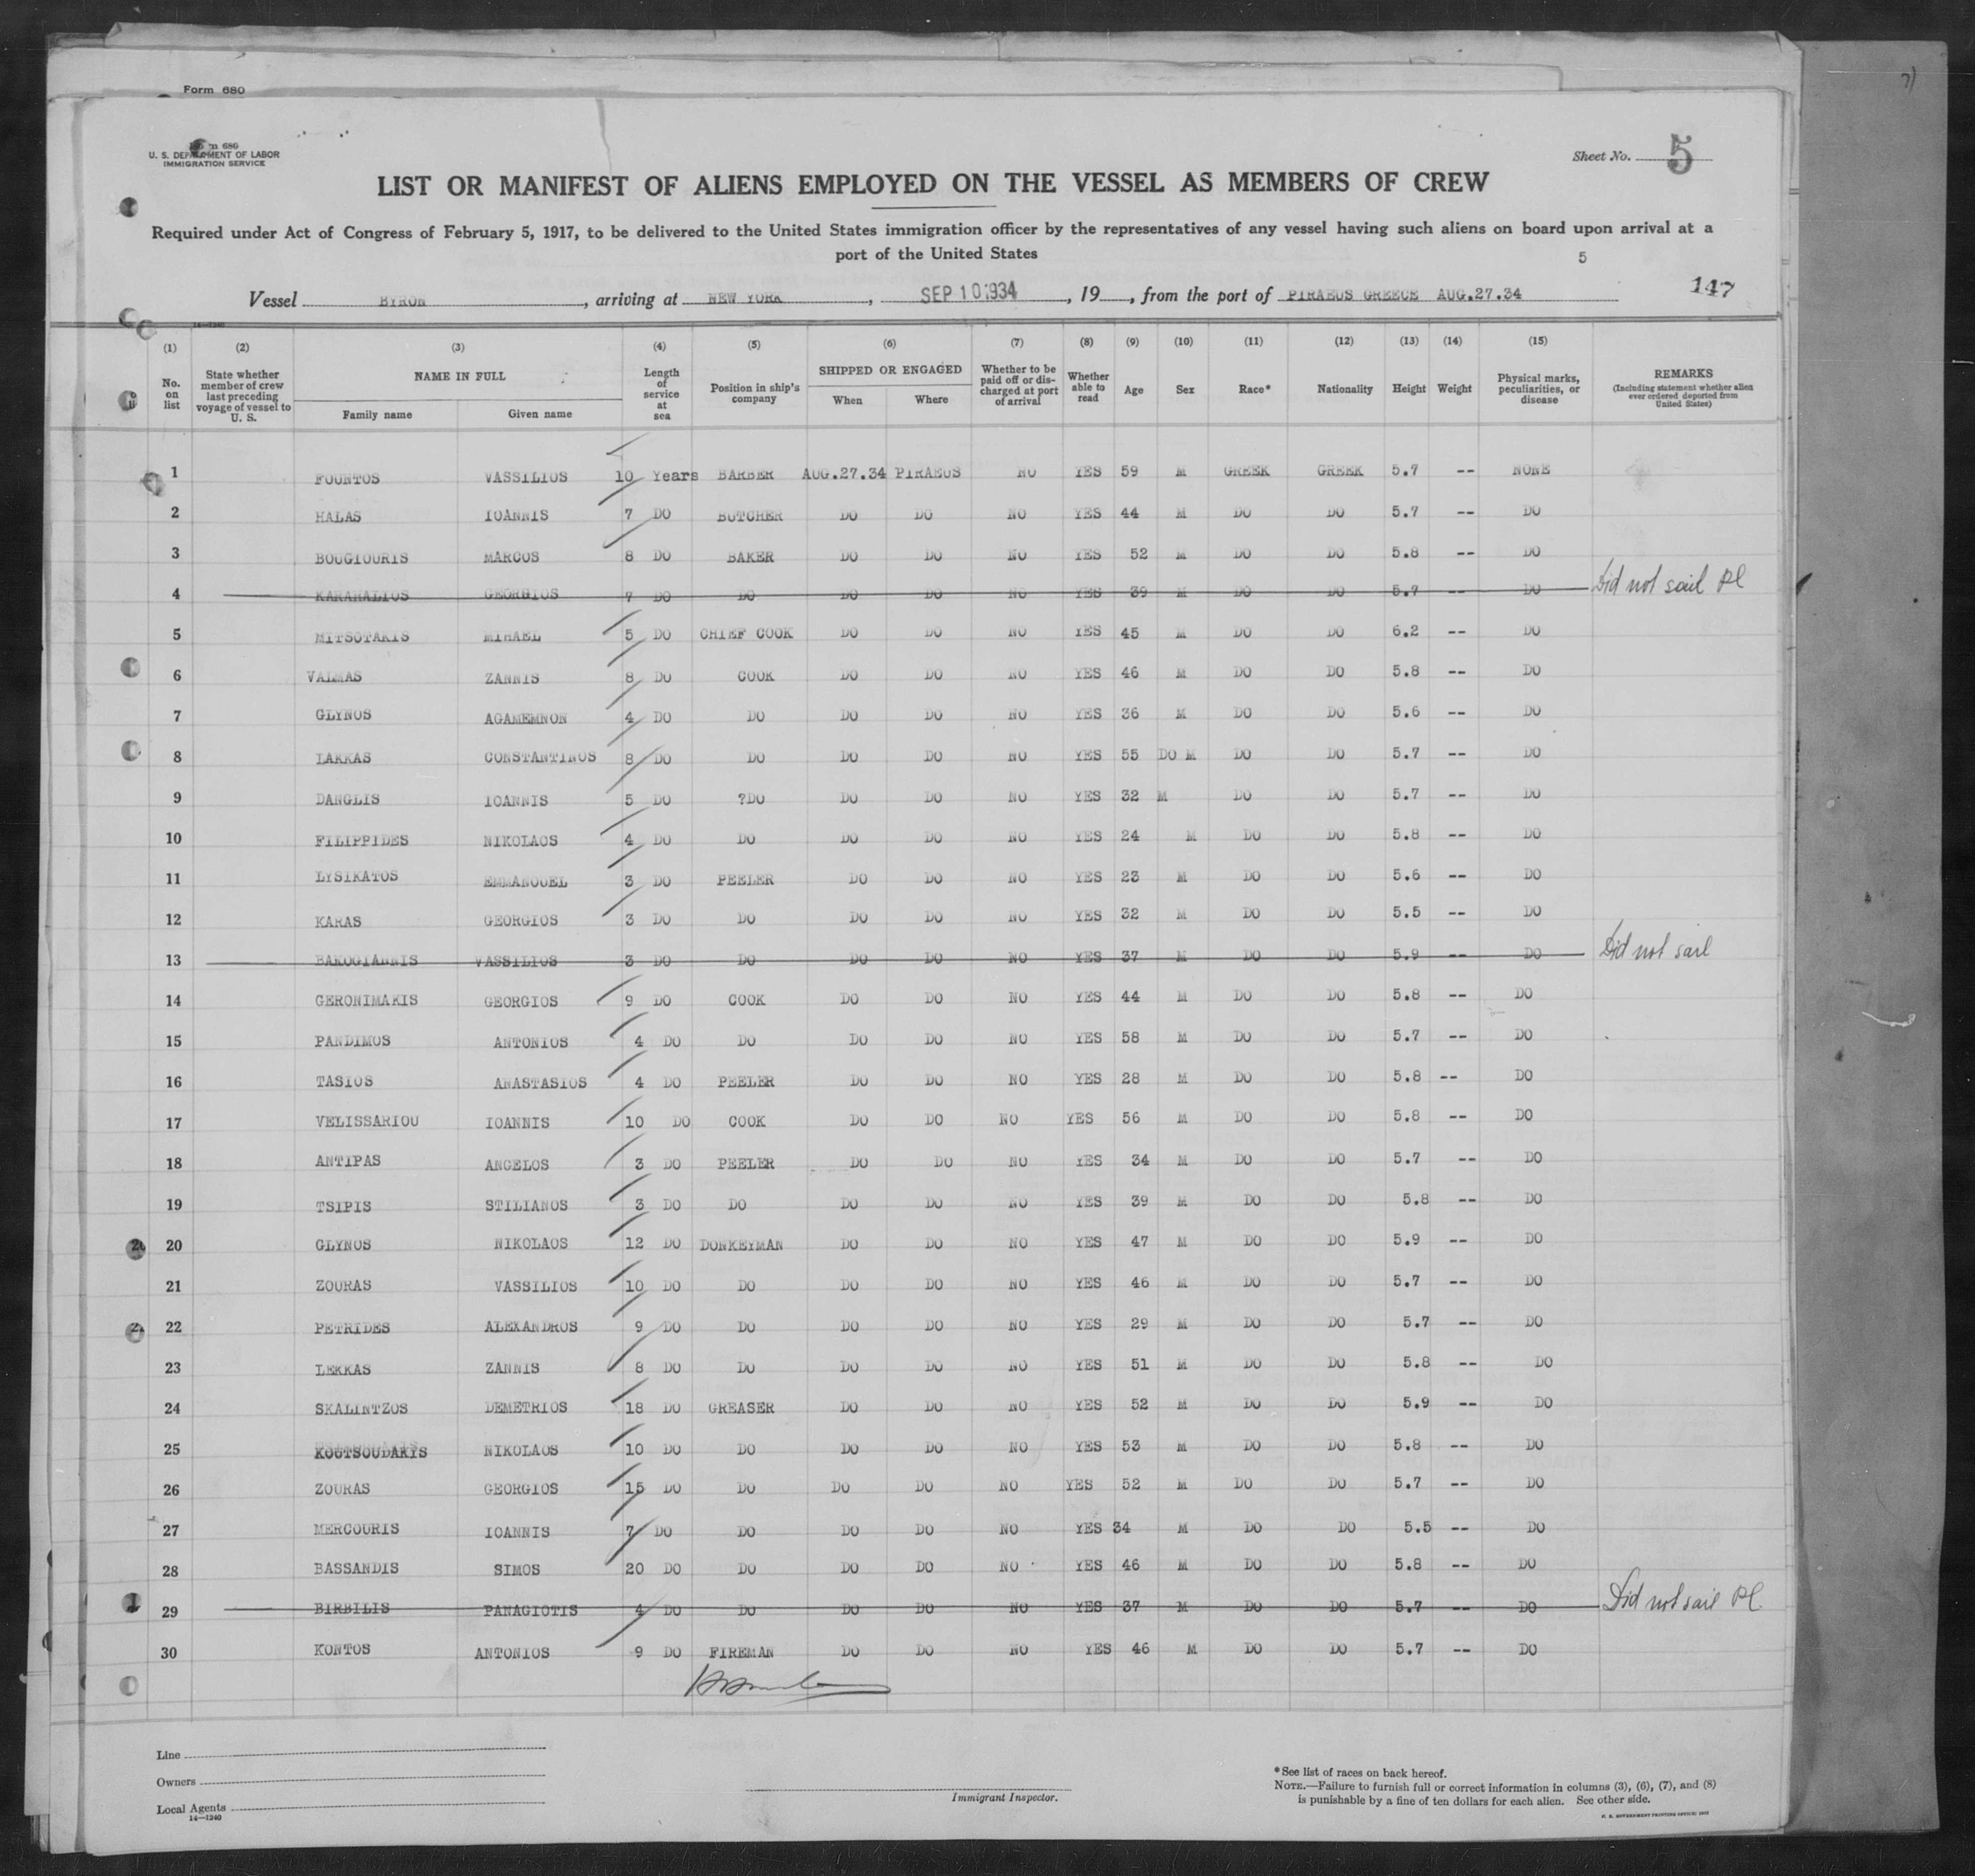 Form 680
Form 680
U. S. DEPARTMENT OF LABOR
IMMIGRATION SERVICE
Sheet No. 5
LIST OR MANIFEST OF ALIENS EMPLOYED ON THE VESSEL AS MEMBERS OF CREW
Required under Act of Congress of February 5, 1917, to be delivered to the United States immigration officer by the representatives of any vessel having such aliens on board upon arrival at a
port of the United States
5
Vessel BYRON, arriving at NEW YORK, SEP 10 1934, 19, from the port of PIRAEUS GREECE AUG.27.34
147
14—1240
(1) (2) (3) (4) (5) (6) (7) (8) (9) (10) (11) (12) (13) (14) (15)
No. on list State whether member of crew last preceding voyage of vessel to U. S. NAME IN FULL Family name Given name Length of service at sea Position in ship's company SHIPPED OR ENGAGED When Where Whether to be paid off or discharged at port of arrival Whether able to read Age Sex Race* Nationality Height Weight Physical marks, peculiarities, or disease REMARKS (Including statement whether alien ever ordered deported from United States)
1 FOUNTOS VASSILIOS 10 Years BARBER AUG.27.34 PIRAEUS NO YES 59 M GREEK GREEK 5.7 -- NONE
2 HALAS IOANNIS 7 DO BUTCHER DO DO NO YES 44 M DO DO 5.7 -- DO
3 BOUGIOURIS MARCOS 8 DO BAKER DO DO NO YES 52 M DO DO 5.8 -- DO
4 KARAHALIOS GEORGIOS 7 DO DO DO DO NO YES 39 M DO DO 5.7 -- DO Did not sail Pl
5 MITSOTAKIS MIHAEL 5 DO CHIEF COOK DO DO NO YES 45 M DO DO 6.2 -- DO
6 VALMAS ZANNIS 8 DO COOK DO DO NO YES 46 M DO DO 5.8 -- DO
7 GLYNOS AGAMEMNON 4 DO DO DO DO NO YES 36 M DO DO 5.6 -- DO
8 LAKKAS CONSTANTINOS 8 DO DO DO DO NO YES 55 DO M DO DO 5.7 -- DO
9 DANGLIS IOANNIS 5 DO ?DO DO DO NO YES 32 M DO DO 5.7 -- DO
10 FILIPPIDES NIKOLAOS 4 DO DO DO DO NO YES 24 M DO DO 5.8 -- DO
11 LYSIKATOS EMMANOUEL 3 DO PEELER DO DO NO YES 23 M DO DO 5.6 -- DO
12 KARAS GEORGIOS 3 DO DO DO DO NO YES 32 M DO DO 5.5 -- DO
13 BAKOGIANNIS VASSILIOS 3 DO DO DO DO NO YES 37 M DO DO 5.9 -- DO Did not sail
14 GERONIMAKIS GEORGIOS 9 DO COOK DO DO NO YES 44 M DO DO 5.8 -- DO
15 PANDIMOS ANTONIOS 4 DO DO DO DO NO YES 58 M DO DO 5.7 -- DO
16 TASIOS ANASTASIOS 4 DO PEELER DO DO NO YES 28 M DO DO 5.8 -- DO
17 VELISSARIOU IOANNIS 10 DO COOK DO DO NO YES 56 M DO DO 5.8 -- DO
18 ANTIPAS ANGELOS 3 DO PEELER DO DO NO YES 34 M DO DO 5.7 -- DO
19 TSIPIS STILIANOS 3 DO DO DO DO NO YES 39 M DO DO 5.8 -- DO
20 GLYNOS NIKOLAOS 12 DO DONKEYMAN DO DO NO YES 47 M DO DO 5.9 -- DO
21 ZOURAS VASSILIOS 10 DO DO DO DO NO YES 46 M DO DO 5.7 -- DO
22 PETRIDES ALEXANDROS 9 DO DO DO DO NO YES 29 M DO DO 5.7 -- DO
23 LEKKAS ZANNIS 8 DO DO DO DO NO YES 51 M DO DO 5.8 -- DO
24 SKALINTZOS DEMETRIOS 18 DO GREASER DO DO NO YES 52 M DO DO 5.9 -- DO
25 KOUTSOUDAKIS NIKOLAOS 10 DO DO DO DO NO YES 53 M DO DO 5.8 -- DO
26 ZOURAS GEORGIOS 15 DO DO DO DO NO YES 52 M DO DO 5.7 -- DO
27 MERCOURIS IOANNIS 7 DO DO DO DO NO YES 34 M DO DO 5.5 -- DO
28 BASSANDIS SIMOS 20 DO DO DO DO NO YES 46 M DO DO 5.8 -- DO
29 BIRBILIS PANAGIOTIS 4 DO DO DO DO NO YES 37 M DO DO 5.7 -- DO Did not sail Pl.
30 KONTOS ANTONIOS 9 DO FIREMAN DO DO NO YES 46 M DO DO 5.7 -- DO
Line
Owners
Local Agents
14—1240
Immigrant Inspector.
*See list of races on back hereof.
NOTE.—Failure to furnish full or correct information in columns (3), (6), (7), and (8)
is punishable by a fine of ten dollars for each alien. See other side.
U. S. GOVERNMENT PRINTING OFFICE: